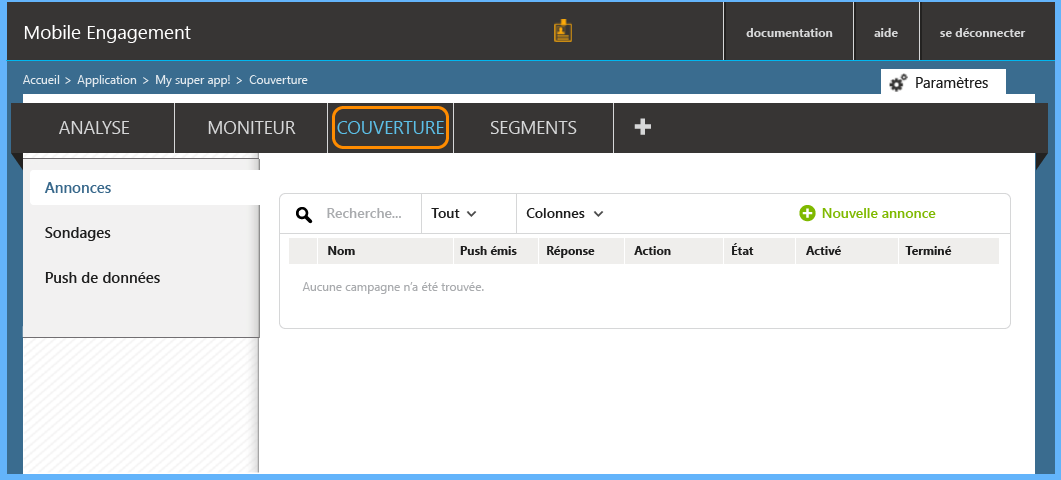 Mobile Engagement documentation aide se déconnecter
Accueil > Application > My super app! > Couverture
Paramètres
ANALYSE MONITEUR COUVERTURE SEGMENTS +
Annonces
Sondages
Push de données
Recherche... Tout Colonnes Nouvelle annonce
Nom Push émis Réponse Action État Activé Terminé
Aucune campagne n'a été trouvée.